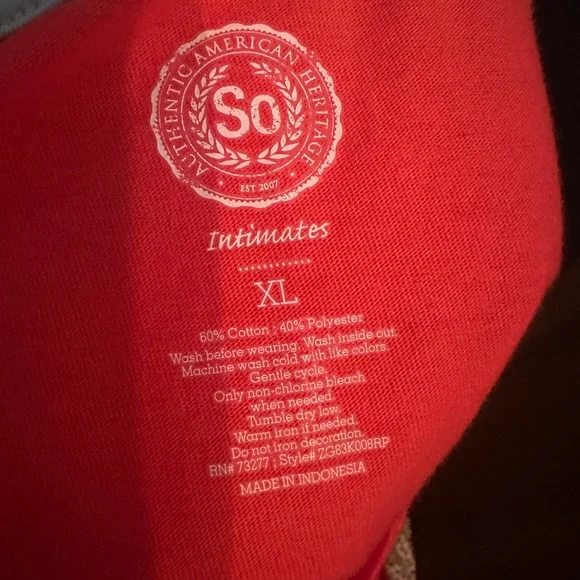 AUTHENTIC AMERICAN HERITAGE
So
EST 2007
Intimates
XL
60% Cotton ; 40% Polyester
Wash before wearing. Wash inside out.
Machine wash cold with like colors.
Gentle cycle.
Only non-chlorine bleach
when needed.
Tumble dry low.
Warm iron if needed.
Do not iron decoration.
RN# 73277 ; Style# ZG83K008RP
MADE IN INDONESIA